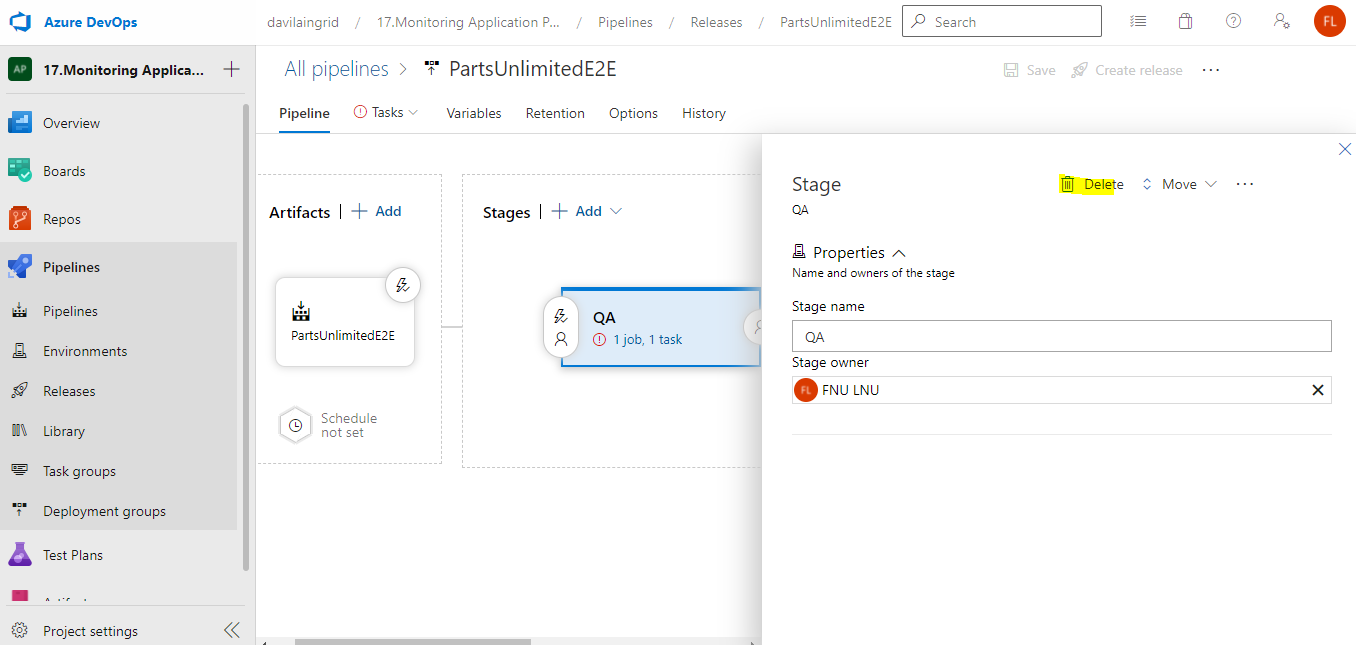 Azure DevOps
davilaingrid / 17.Monitoring Application P... / Pipelines / Releases / PartsUnlimitedE2E
Search
FL
AP
17.Monitoring Applica...
All pipelines > PartsUnlimitedE2E
Save
Create release
Pipeline
Tasks
Variables
Retention
Options
History
Overview
Boards
Repos
Pipelines
Pipelines
Environments
Releases
Library
Task groups
Deployment groups
Test Plans
Project settings
Artifacts | + Add
PartsUnlimitedE2E
Schedule
not set
Stages | + Add
QA
1 job, 1 task
Stage
QA
Delete
Move
Properties
Name and owners of the stage
Stage name
QA
Stage owner
FL FNU LNU